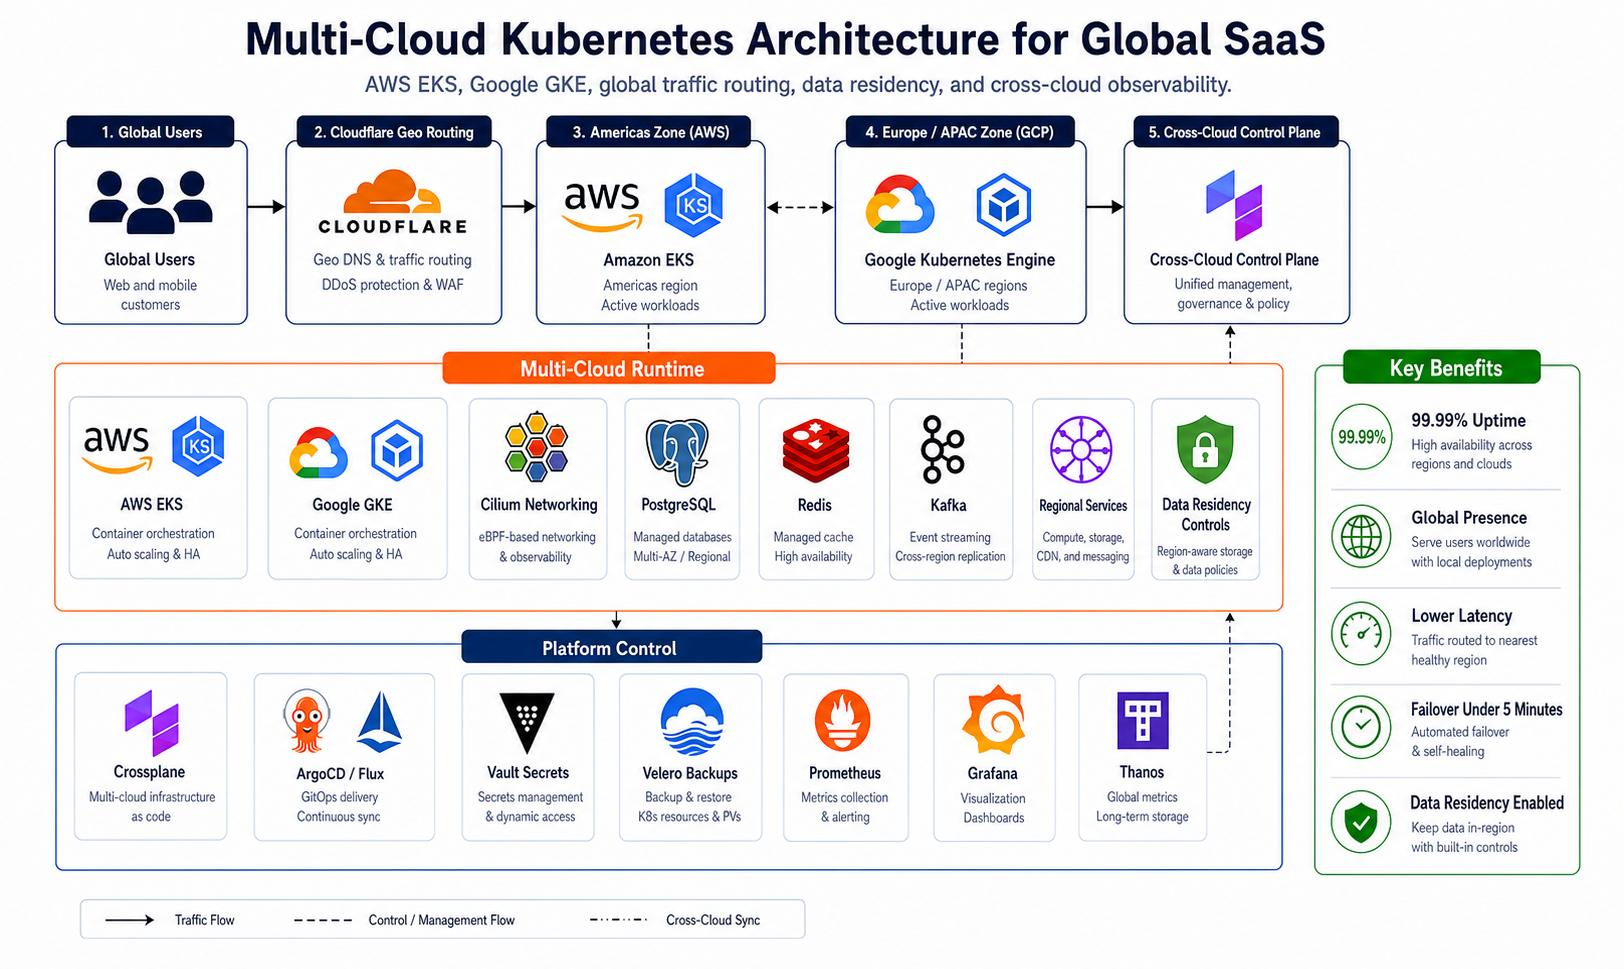 Multi-Cloud Kubernetes Architecture for Global SaaS
AWS EKS, Google GKE, global traffic routing, data residency, and cross-cloud observability.
1. Global Users
Global Users
Web and mobile
customers
2. Cloudflare Geo Routing
CLOUDFLARE
Geo DNS & traffic routing
DDoS protection & WAF
3. Americas Zone (AWS)
aws
KS
Amazon EKS
Americas region
Active workloads
4. Europe / APAC Zone (GCP)
Google Kubernetes Engine
Europe / APAC regions
Active workloads
5. Cross-Cloud Control Plane
Cross-Cloud Control Plane
Unified management,
governance & policy
Multi-Cloud Runtime
aws
KS
AWS EKS
Container orchestration
Auto scaling & HA
Google GKE
Container orchestration
Auto scaling & HA
Cilium Networking
eBPF-based networking
& observability
PostgreSQL
Managed databases
Multi-AZ / Regional
Redis
Managed cache
High availability
Kafka
Event streaming
Cross-region replication
Regional Services
Compute, storage,
CDN, and messaging
Data Residency
Controls
Region-aware storage
& data policies
Platform Control
Crossplane
Multi-cloud infrastructure
as code
ArgoCD / Flux
GitOps delivery
Continuous sync
Vault Secrets
Secrets management
& dynamic access
Velero Backups
Backup & restore
K8s resources & PVs
Prometheus
Metrics collection
& alerting
Grafana
Visualization
Dashboards
T
Thanos
Global metrics
Long-term storage
Key Benefits
99.99%
99.99% Uptime
High availability across
regions and clouds
Global Presence
Serve users worldwide
with local deployments
Lower Latency
Traffic routed to nearest
healthy region
Failover Under 5 Minutes
Automated failover
& self-healing
Data Residency Enabled
Keep data in-region
with built-in controls
Traffic Flow
Control / Management Flow
Cross-Cloud Sync